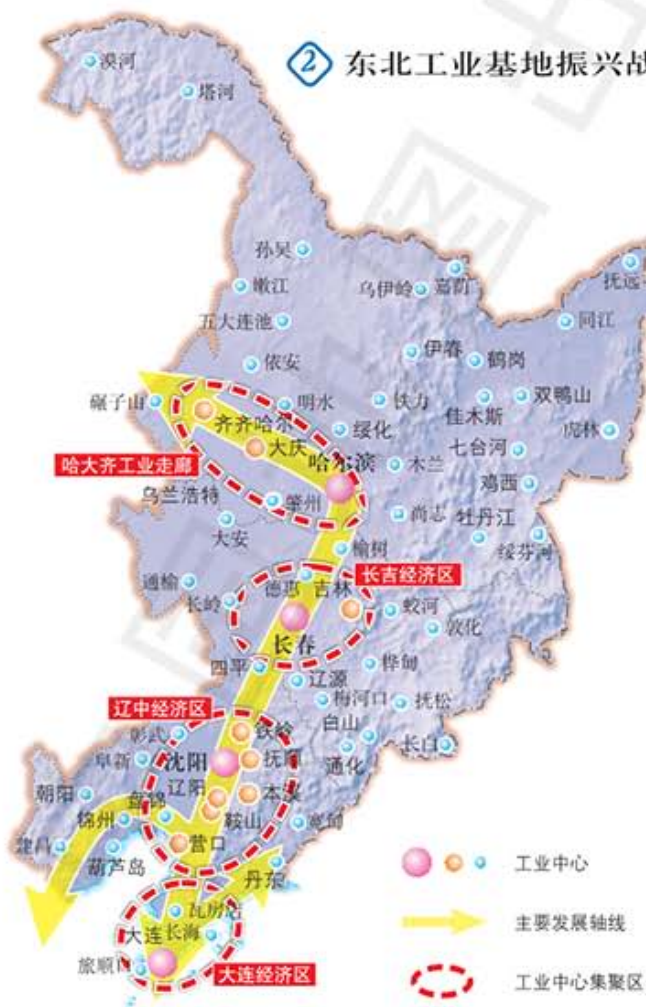 ② 东北工业基地振兴战
漠河
塔河
孙吴
嫩江
乌伊岭
嘉荫
抚远
同江
五大连池
伊春
鹤岗
依安
碾子山
明水
铁力
佳木斯
双鸭山
齐齐哈尔
绥化
虎林
大庆
七台河
哈尔滨
木兰
哈大齐工业走廊
鸡西
乌兰浩特
肇州
尚志
牡丹江
大安
绥芬河
榆树
长吉经济区
通榆
德惠
吉林
长岭
蛟河
敦化
长春
四平
桦甸
辽源
梅河口
抚松
辽中经济区
白山
彰武
铁岭
长白
阜新
沈阳
抚顺
通化
朝阳
辽阳
本溪
盘锦
锦州
鞍山
宽甸
建昌
营口
葫芦岛
丹东
工业中心
瓦房店
主要发展轴线
大连
长海
旅顺口
大连经济区
工业中心集聚区